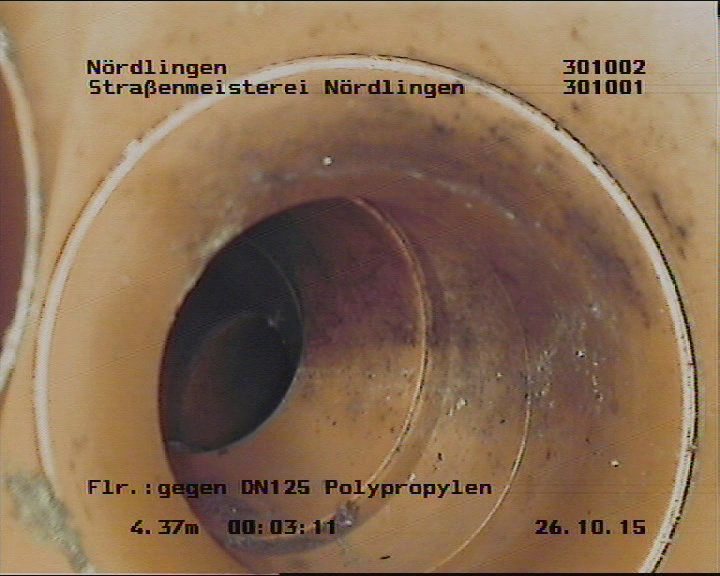 Nördlingen 301002
Straßenmeisterei Nördlingen 301001
Flr.:gegen DN125 Polypropylen
4.37m 00:03:11 26.10.15